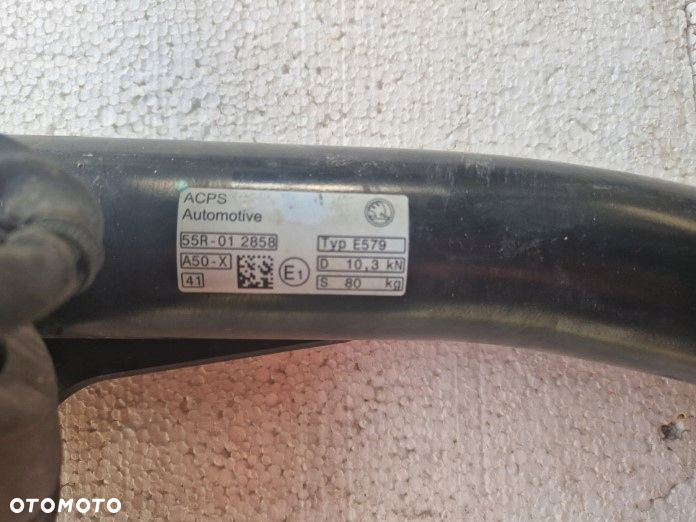 ACPS
Automotive
55R-01 2858
Typ E579
A50-X
E1
D 10,3 kN
41
S 80 kg
OTOMOTO